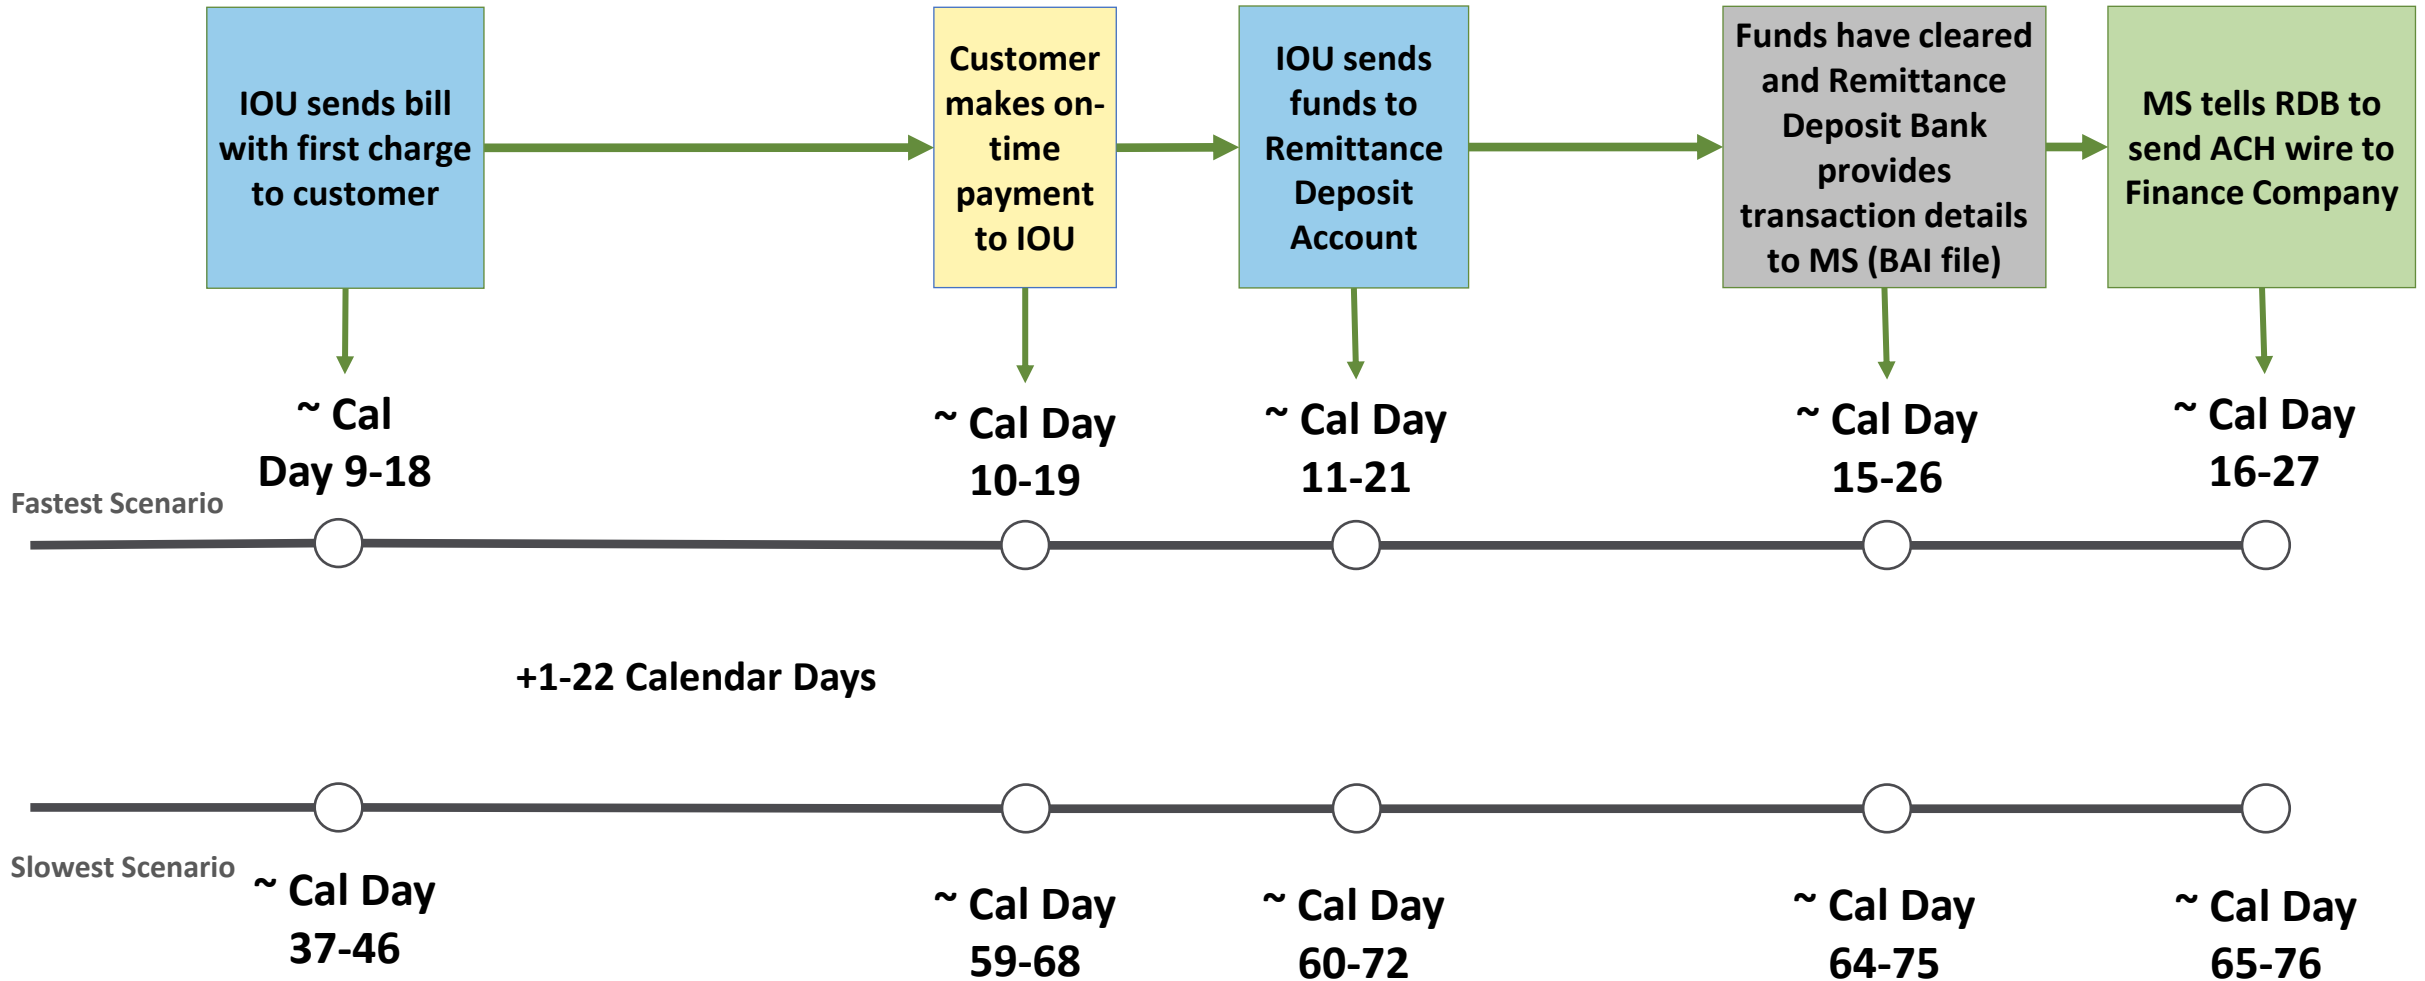 IOU sends bill
with first charge
to customer
Customer
makes on-
time
payment
to IOU
IOU sends
funds to
Remittance
Deposit
Account
Funds have cleared
and Remittance
Deposit Bank
provides
transaction details
to MS (BAI file)
MS tells RDB to
send ACH wire to
Finance Company
~ Cal
Day 9-18
~ Cal Day
10-19
~ Cal Day
11-21
~ Cal Day
15-26
~ Cal Day
16-27
Fastest Scenario
+1-22 Calendar Days
Slowest Scenario
~ Cal Day
37-46
~ Cal Day
59-68
~ Cal Day
60-72
~ Cal Day
64-75
~ Cal Day
65-76